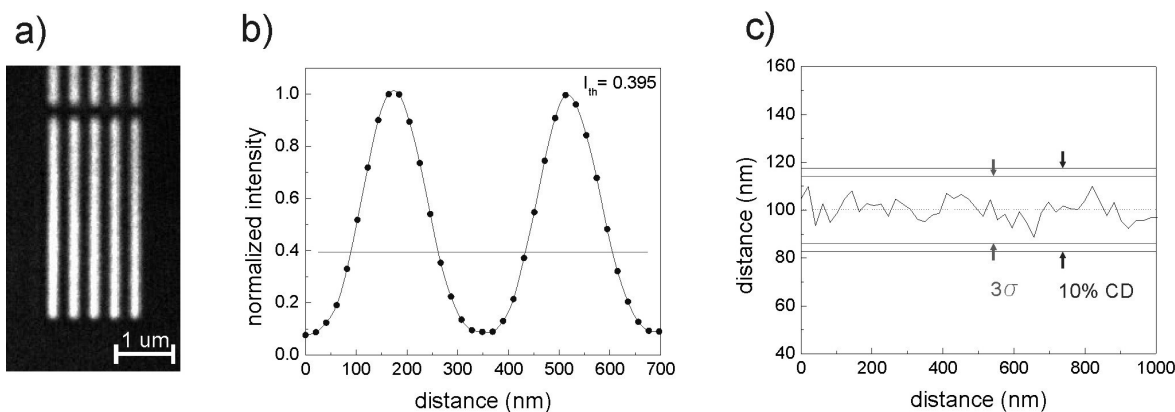 a)
1 um
b)
I_th = 0.395
normalized intensity
1.0
0.8
0.6
0.4
0.2
0.0
0 100 200 300 400 500 600 700
distance (nm)
c)
distance (nm)
160
140
120
100
80
60
40
3σ
10% CD
0 200 400 600 800 1000
distance (nm)